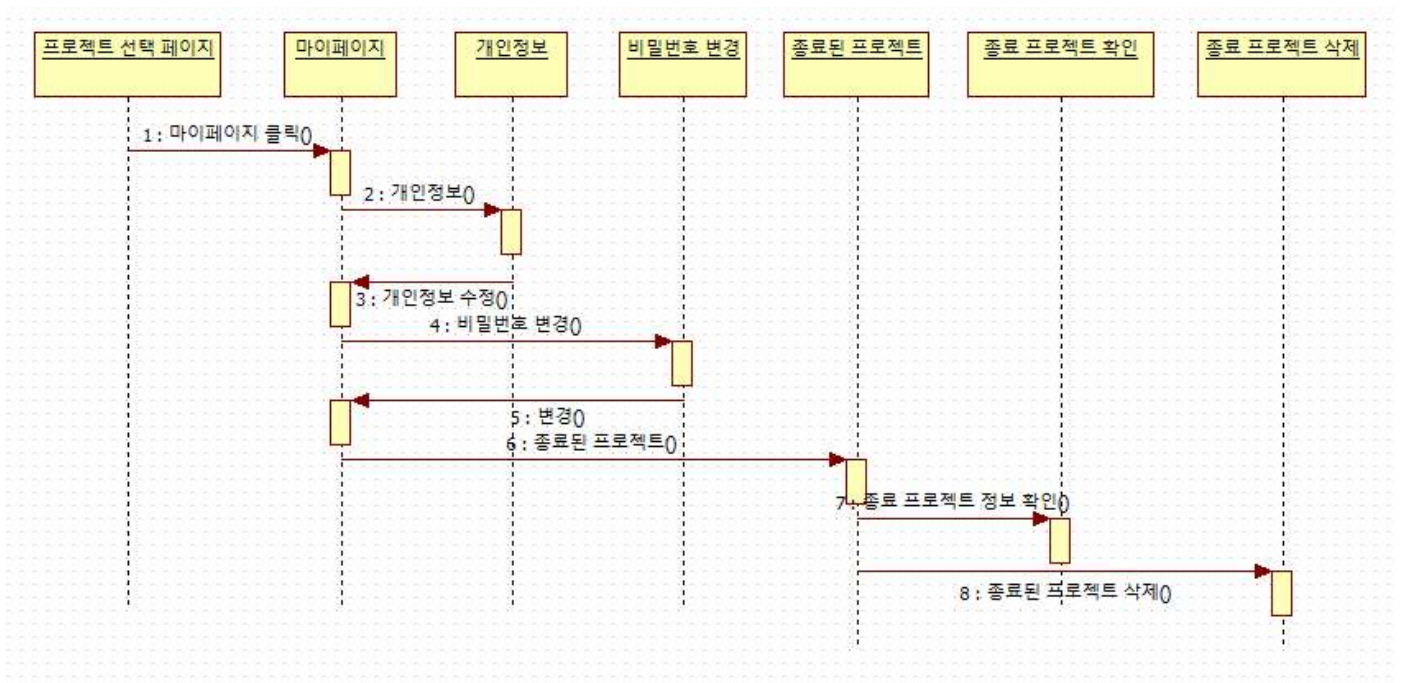 프로젝트 선택 페이지
마이페이지
개인정보
비밀번호 변경
종료된 프로젝트
종료 프로젝트 확인
종료 프로젝트 삭제
1 : 마이페이지 클릭()
2 : 개인정보()
3 : 개인정보 수정()
4 : 비밀번호 변경()
5 : 변경()
6 : 종료된 프로젝트()
7 : 종료 프로젝트 정보 확인()
8 : 종료된 프로젝트 삭제()